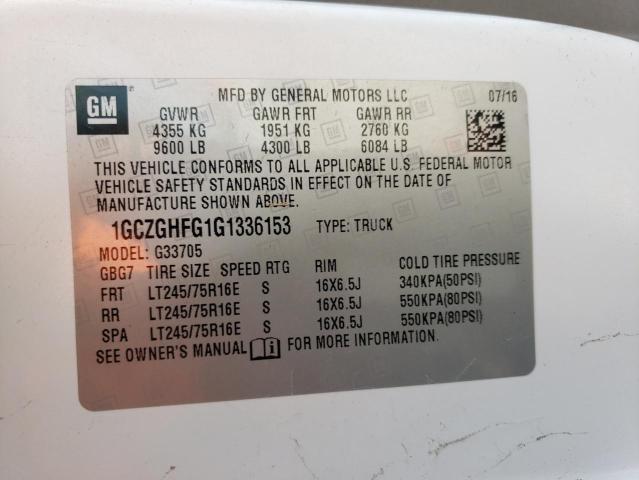 GM
MFD BY GENERAL MOTORS LLC 07/16
GVWR GAWR FRT GAWR RR
4355 KG 1951 KG 2760 KG
9600 LB 4300 LB 6084 LB
THIS VEHICLE CONFORMS TO ALL APPLICABLE U.S. FEDERAL MOTOR
VEHICLE SAFETY STANDARDS IN EFFECT ON THE DATE OF
MANUFACTURE SHOWN ABOVE.
1GCZGHFG1G1336153 TYPE: TRUCK
MODEL: G33705
GBG7 TIRE SIZE SPEED RTG RIM COLD TIRE PRESSURE
FRT LT245/75R16E S 16X6.5J 340KPA(50PSI)
RR LT245/75R16E S 16X6.5J 550KPA(80PSI)
SPA LT245/75R16E S 16X6.5J 550KPA(80PSI)
SEE OWNER'S MANUAL FOR MORE INFORMATION.